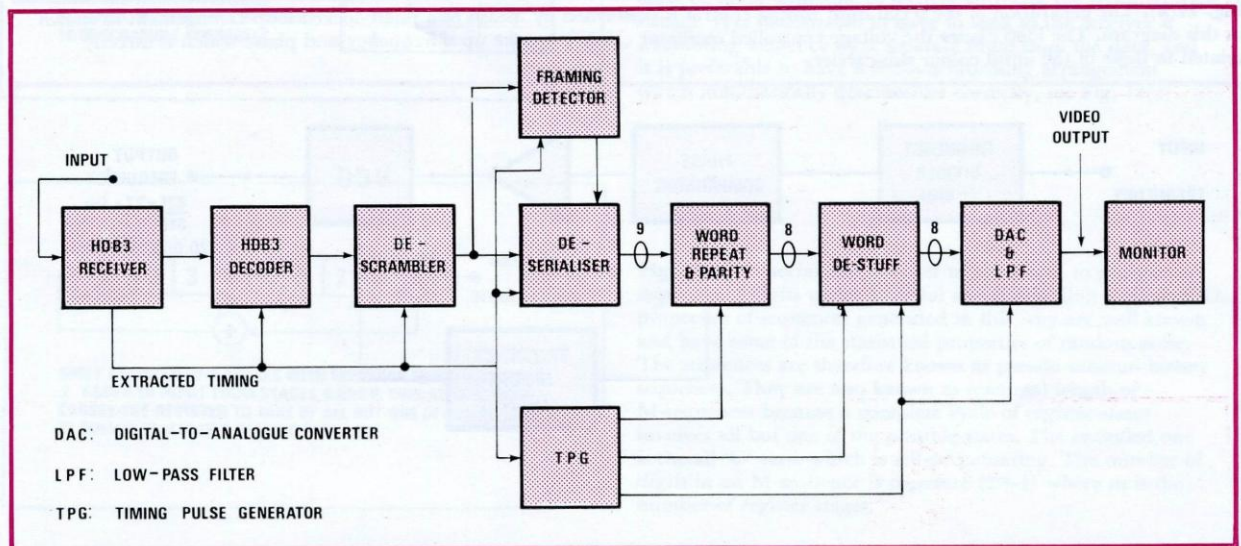 FRAMING
DETECTOR
VIDEO
OUTPUT
INPUT
HDB3
RECEIVER
HDB3
DECODER
DE-
SCRAMBLER
DE-
SERIALISER
9
WORD
REPEAT
& PARITY
8
WORD
DE-STUFF
8
DAC
&
LPF
MONITOR
EXTRACTED TIMING
TPG
DAC: DIGITAL-TO-ANALOGUE CONVERTER
LPF: LOW-PASS FILTER
TPG: TIMING PULSE GENERATOR